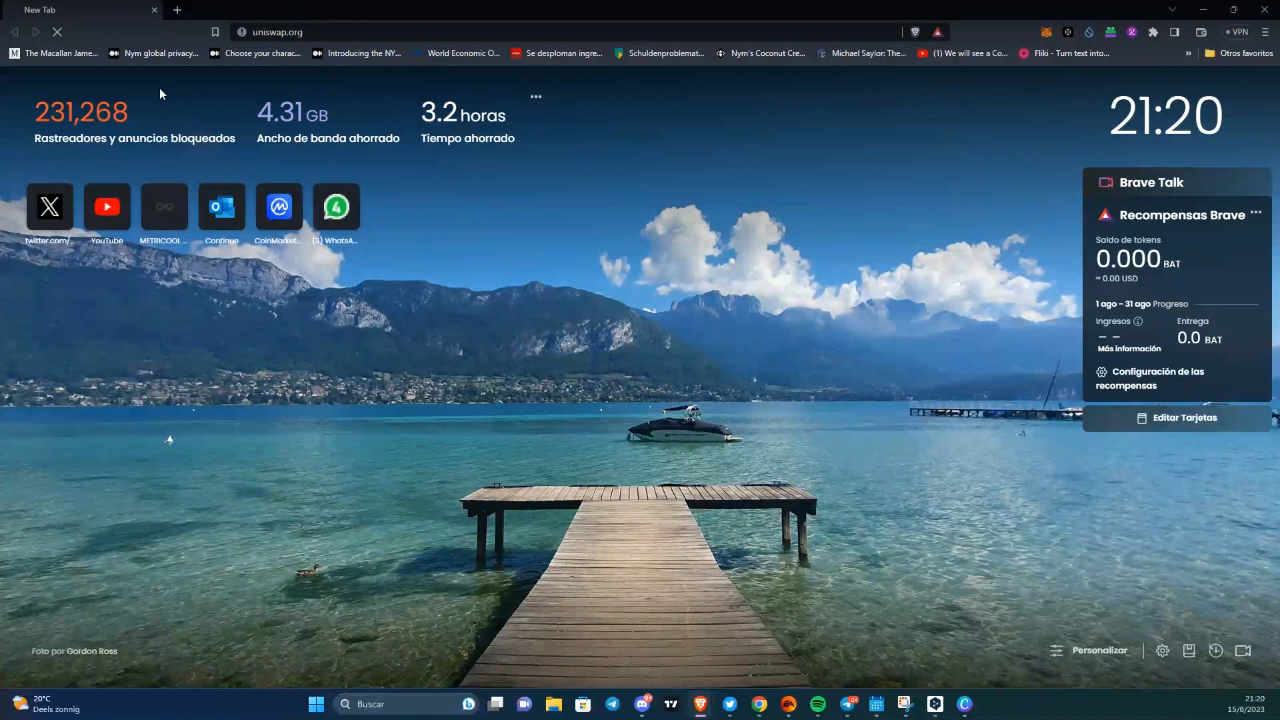 New Tab
uniswap.org
VPN
The Macallan Jame...
Nym global privacy...
Choose your charac...
Introducing the NY...
World Economic O...
Se desploman ingre...
Schuldenproblemat...
Nym's Coconut Cre...
Michael Saylor: The...
(1) We will see a Co...
Fliki - Turn text into...
Otros favoritos
231,268
Rastreadores y anuncios bloqueados
4.31 GB
Ancho de banda ahorrado
3.2 horas
Tiempo ahorrado
21:20
twitter.com/
YouTube
METRICOOL ...
Continue
CoinMarket...
(3) WhatsA...
Brave Talk
Recompensas Brave
Saldo de tokens
0.000 BAT
≈ 0.00 USD
1 ago - 31 ago Progreso
Ingresos
Entrega
– –
0.0 BAT
Más información
Configuración de las
recompensas
Editar Tarjetas
Foto por Gordon Ross
Personalizar
20°C
Deels zonnig
Buscar
21:20
15/8/2023